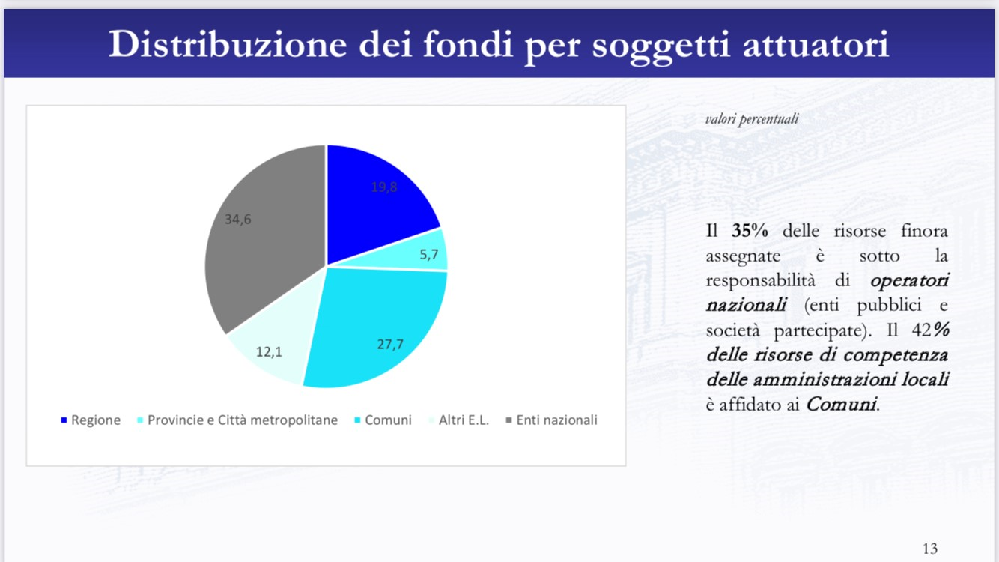 Distribuzione dei fondi per soggetti attuatori
valori percentuali
19,8
5,7
27,7
12,1
34,6
Regione Provincie e Città metropolitane Comuni Altri E.L. Enti nazionali
Il 35% delle risorse finora
assegnate è sotto la
responsabilità di operatori
nazionali (enti pubblici e
società partecipate). Il 42%
delle risorse di competenza
delle amministrazioni locali
è affidato ai Comuni.
13